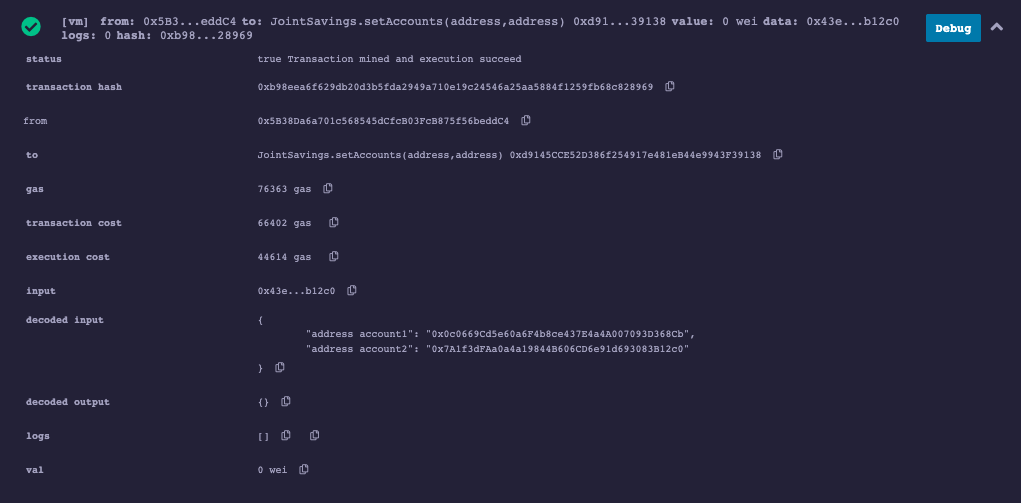 [vm] from: 0x5B3...eddC4 to: JointSavings.setAccounts(address,address) 0xd91...39138 value: 0 wei data: 0x43e...b12c0
logs: 0 hash: 0xb98...28969
Debug
status true Transaction mined and execution succeed
transaction hash 0xb98eea6f629db20d3b5fda2949a710e19c24546a25aa5884f1259fb68c828969
from 0x5B38Da6a701c568545dCfcB03FcB875f56beddC4
to JointSavings.setAccounts(address,address) 0xd9145CCE52D386f254917e481eB44e9943F39138
gas 76363 gas
transaction cost 66402 gas
execution cost 44614 gas
input 0x43e...b12c0
decoded input {
"address account1": "0x0c0669Cd5e60a6F4b8ce437E4a4A007093D368Cb",
"address account2": "0x7A1f3dFAa0a4a19844B606CD6e91d693083B12c0"
}
decoded output {}
logs []
val 0 wei